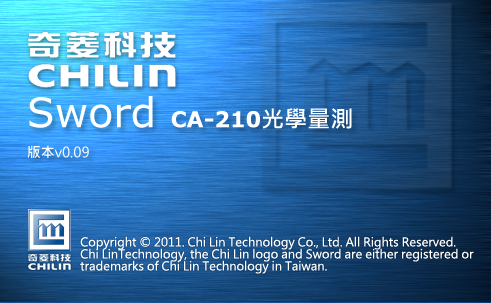 奇菱科技
CHILIN
Sword CA-210光學量測
版本v0.09
奇菱科技
CHILIN
Copyright © 2011. Chi Lin Technology Co., Ltd. All Rights Reserved.
Chi LinTechnology, the Chi Lin logo and Sword are either registered or
trademarks of Chi Lin Technology in Taiwan.